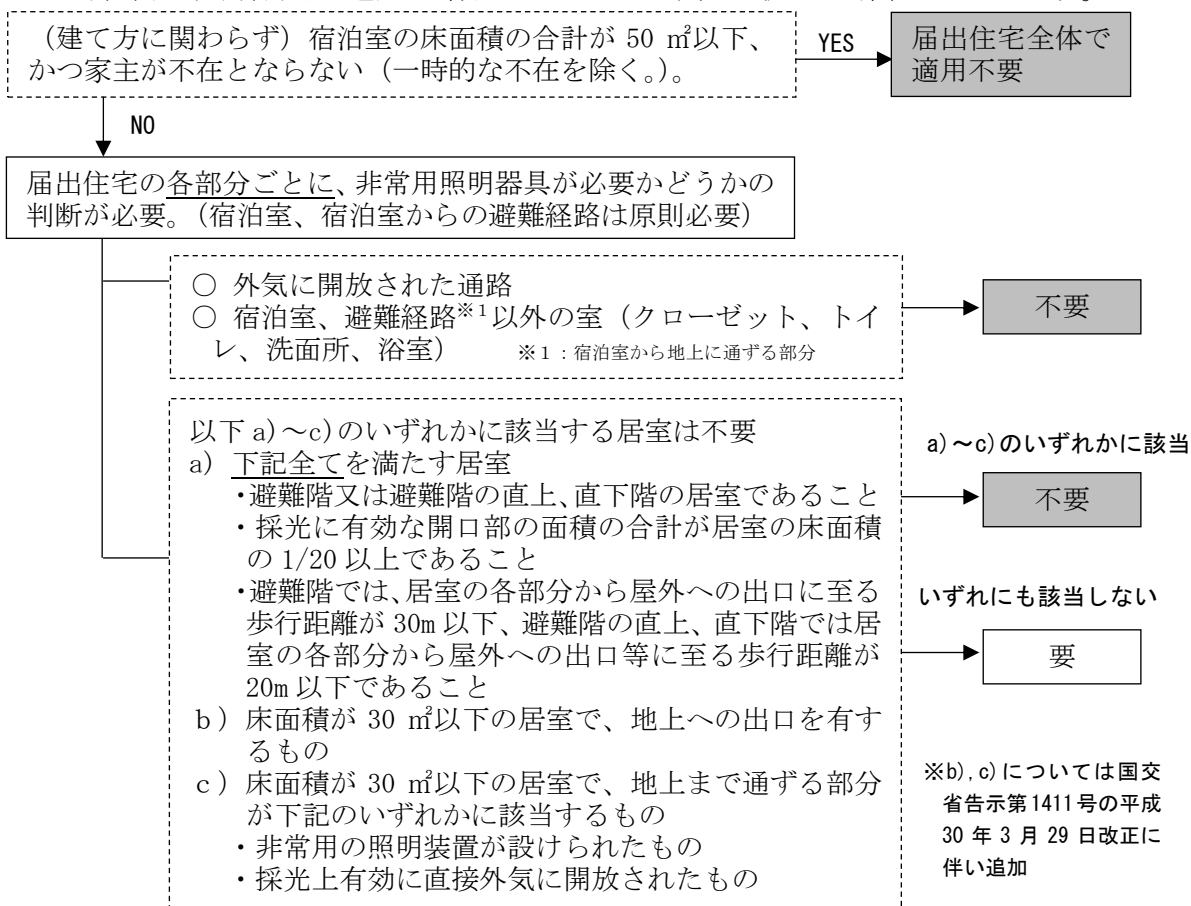 （建て方に関わらず）宿泊室の床面積の合計が 50 ㎡以下、
かつ家主が不在とならない（一時的な不在を除く。）。
YES
届出住宅全体で
適用不要
NO
届出住宅の各部分ごとに、非常用照明器具が必要かどうかの
判断が必要。（宿泊室、宿泊室からの避難経路は原則必要）
○ 外気に開放された通路
○ 宿泊室、避難経路※1以外の室（クローゼット、トイ
レ、洗面所、浴室） ※１：宿泊室から地上に通ずる部分
不要
以下 a)～c)のいずれかに該当する居室は不要
a) 下記全てを満たす居室
・避難階又は避難階の直上、直下階の居室であること
・採光に有効な開口部の面積の合計が居室の床面積
の 1/20 以上であること
・避難階では、居室の各部分から屋外への出口に至る
歩行距離が 30m 以下、避難階の直上、直下階では居
室の各部分から屋外への出口等に至る歩行距離が
20m 以下であること
ｂ）床面積が 30 ㎡以下の居室で、地上への出口を有す
るもの
ｃ）床面積が 30 ㎡以下の居室で、地上まで通ずる部分
が下記のいずれかに該当するもの
・非常用の照明装置が設けられたもの
・採光上有効に直接外気に開放されたもの
a)～c)のいずれかに該当
不要
いずれにも該当しない
要
※b),c)については国交
省告示第1411号の平成
30 年 3 月 29 日改正に
伴い追加